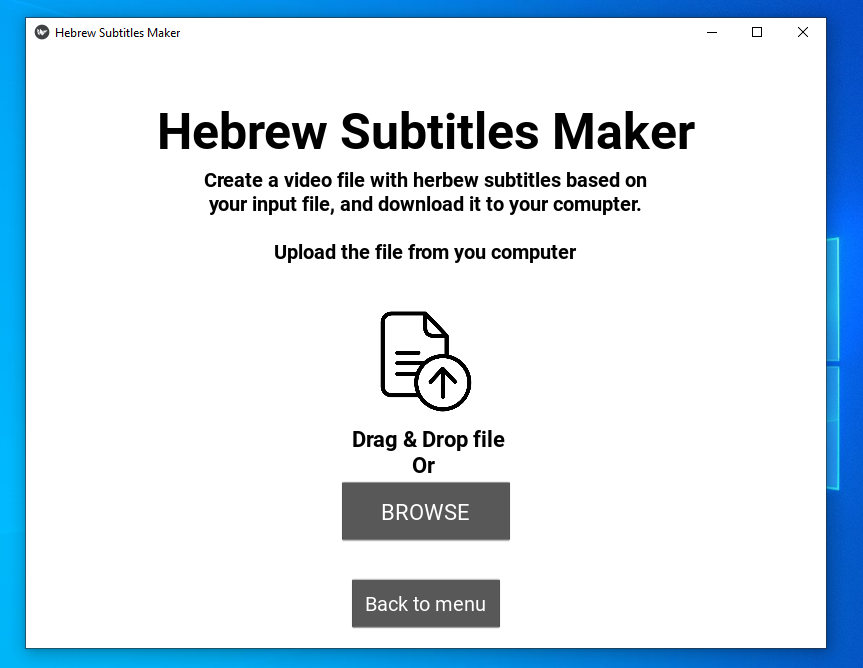 Hebrew Subtitles Maker
Hebrew Subtitles Maker
Create a video file with herbew subtitles based on
your input file, and download it to your comupter.
Upload the file from you computer
Drag & Drop file
Or
BROWSE
Back to menu